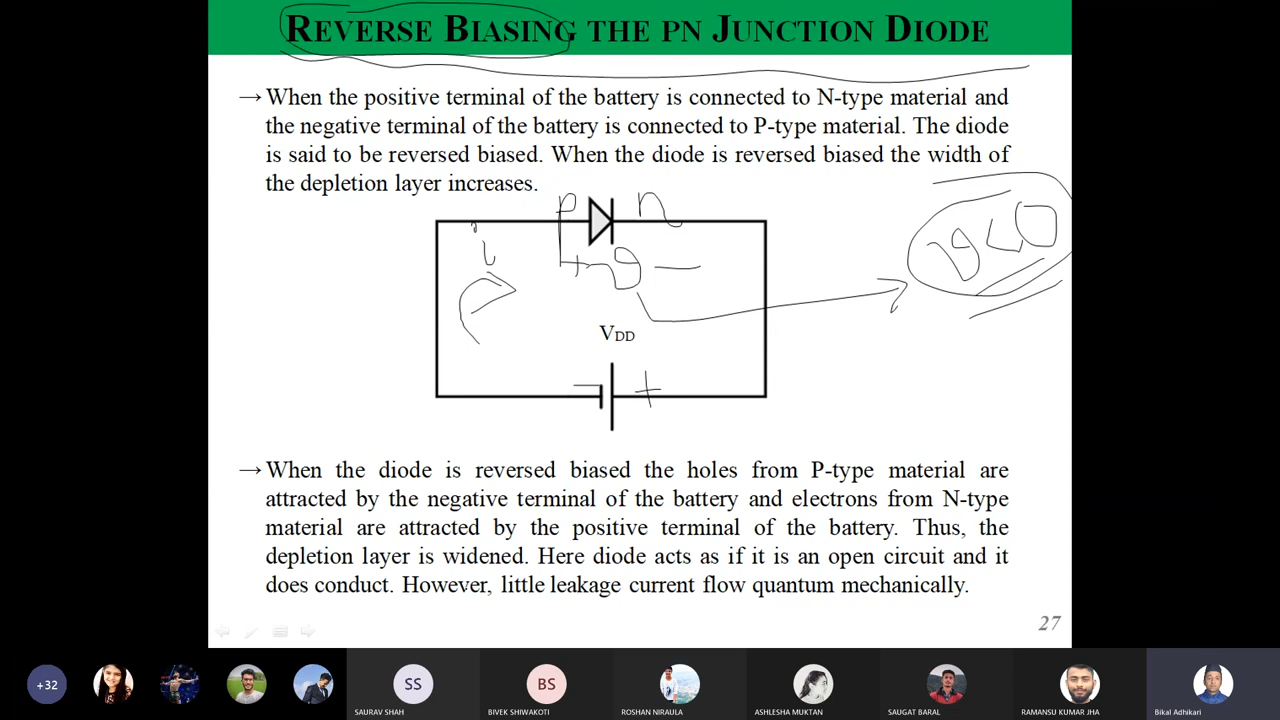 REVERSE BIASING THE PN JUNCTION DIODE
→ When the positive terminal of the battery is connected to N-type material and
the negative terminal of the battery is connected to P-type material. The diode
is said to be reversed biased. When the diode is reversed biased the width of
the depletion layer increases.
p n
i
+ v −
v<0
VDD
− +
→ When the diode is reversed biased the holes from P-type material are
attracted by the negative terminal of the battery and electrons from N-type
material are attracted by the positive terminal of the battery. Thus, the
depletion layer is widened. Here diode acts as if it is an open circuit and it
does conduct. However, little leakage current flow quantum mechanically.
27
+32
SS
BS
SAURAV SHAH
BIVEK SHIWAKOTI
ROSHAN NIRAULA
ASHLESHA MUKTAN
SAUGAT BARAL
RAMANSU KUMAR JHA
Bikal Adhikari